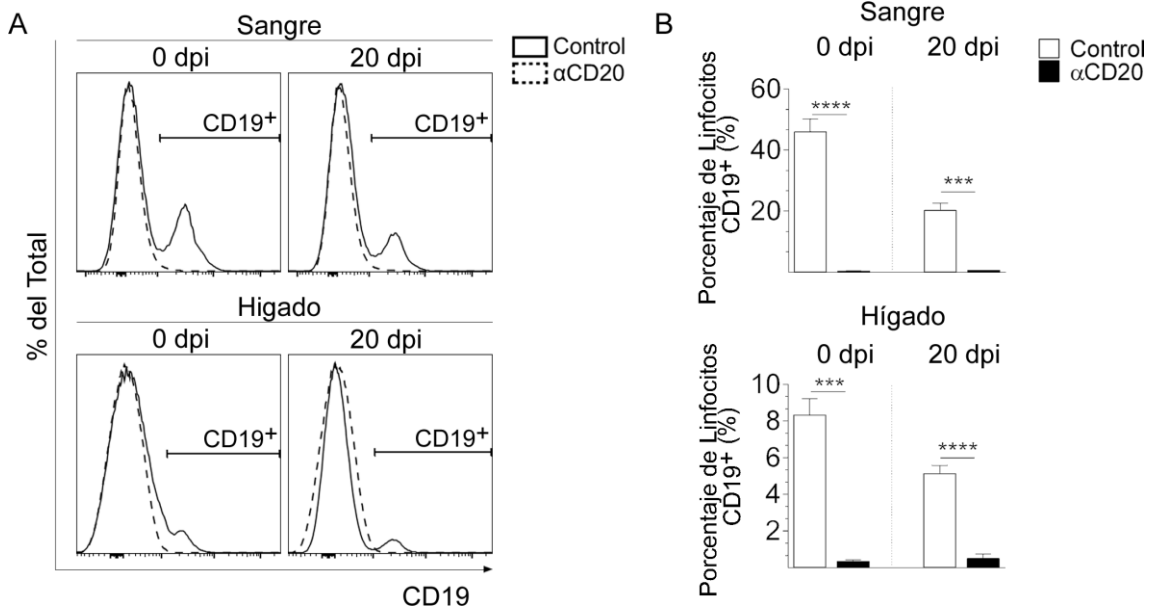 A
Sangre
0 dpi
20 dpi
CD19+
CD19+
Control
αCD20
Higado
0 dpi
20 dpi
CD19+
CD19+
% del Total
CD19
B
Sangre
0 dpi
20 dpi
Control
αCD20
Porcentaje de Linfocitos
CD19+ (%)
60
40
20
****
***
Hígado
0 dpi
20 dpi
Porcentaje de Linfocitos
CD19+ (%)
10
8
6
4
2
***
****